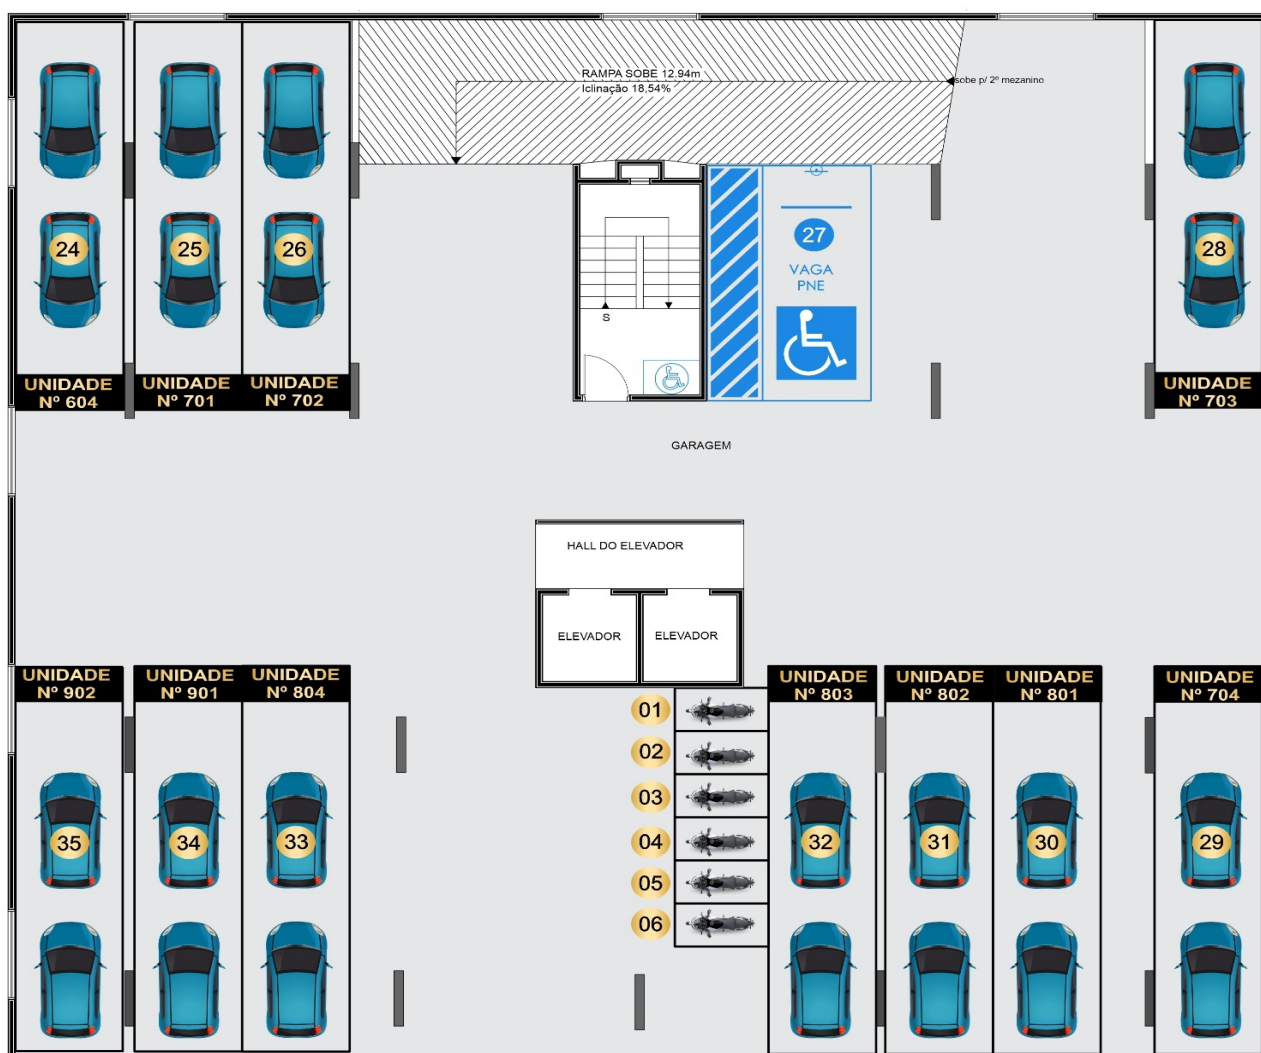 RAMPA SOBE 12.94m
Iclinação 18,54%
sobe p/ 2º mezanino
24
25
26
27
VAGA
PNE
28
S
UNIDADE
Nº 604
UNIDADE
Nº 701
UNIDADE
Nº 702
UNIDADE
Nº 703
GARAGEM
HALL DO ELEVADOR
ELEVADOR
ELEVADOR
UNIDADE
Nº 902
UNIDADE
Nº 901
UNIDADE
Nº 804
UNIDADE
Nº 803
UNIDADE
Nº 802
UNIDADE
Nº 801
UNIDADE
Nº 704
01
02
03
04
05
06
35
34
33
32
31
30
29